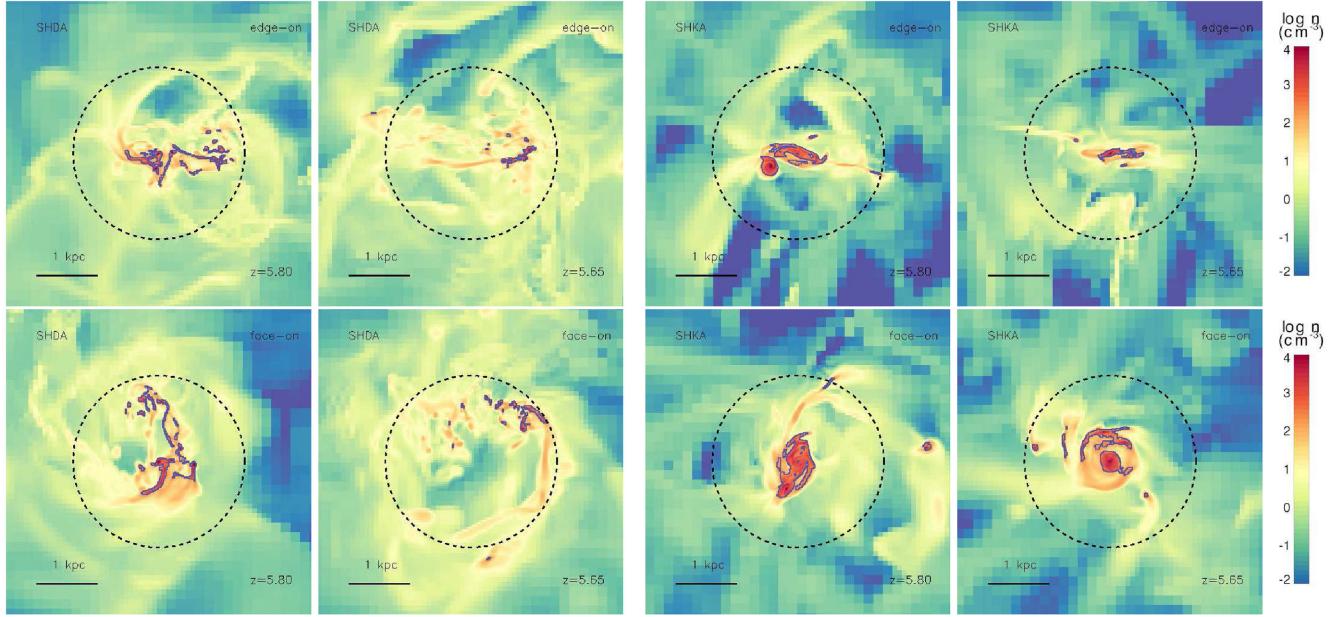 SHDA edge-on
1 kpc z=5.80
SHDA edge-on
1 kpc z=5.65
SHKA edge-on
1 kpc z=5.80
SHKA edge-on
1 kpc z=5.65
log n
(cm⁻³)
4
3
2
1
0
-1
-2
SHDA face-on
1 kpc z=5.80
SHDA face-on
1 kpc z=5.65
SHKA face-on
1 kpc z=5.80
SHKA face-on
1 kpc z=5.65
log n
(cm⁻³)
4
3
2
1
0
-1
-2